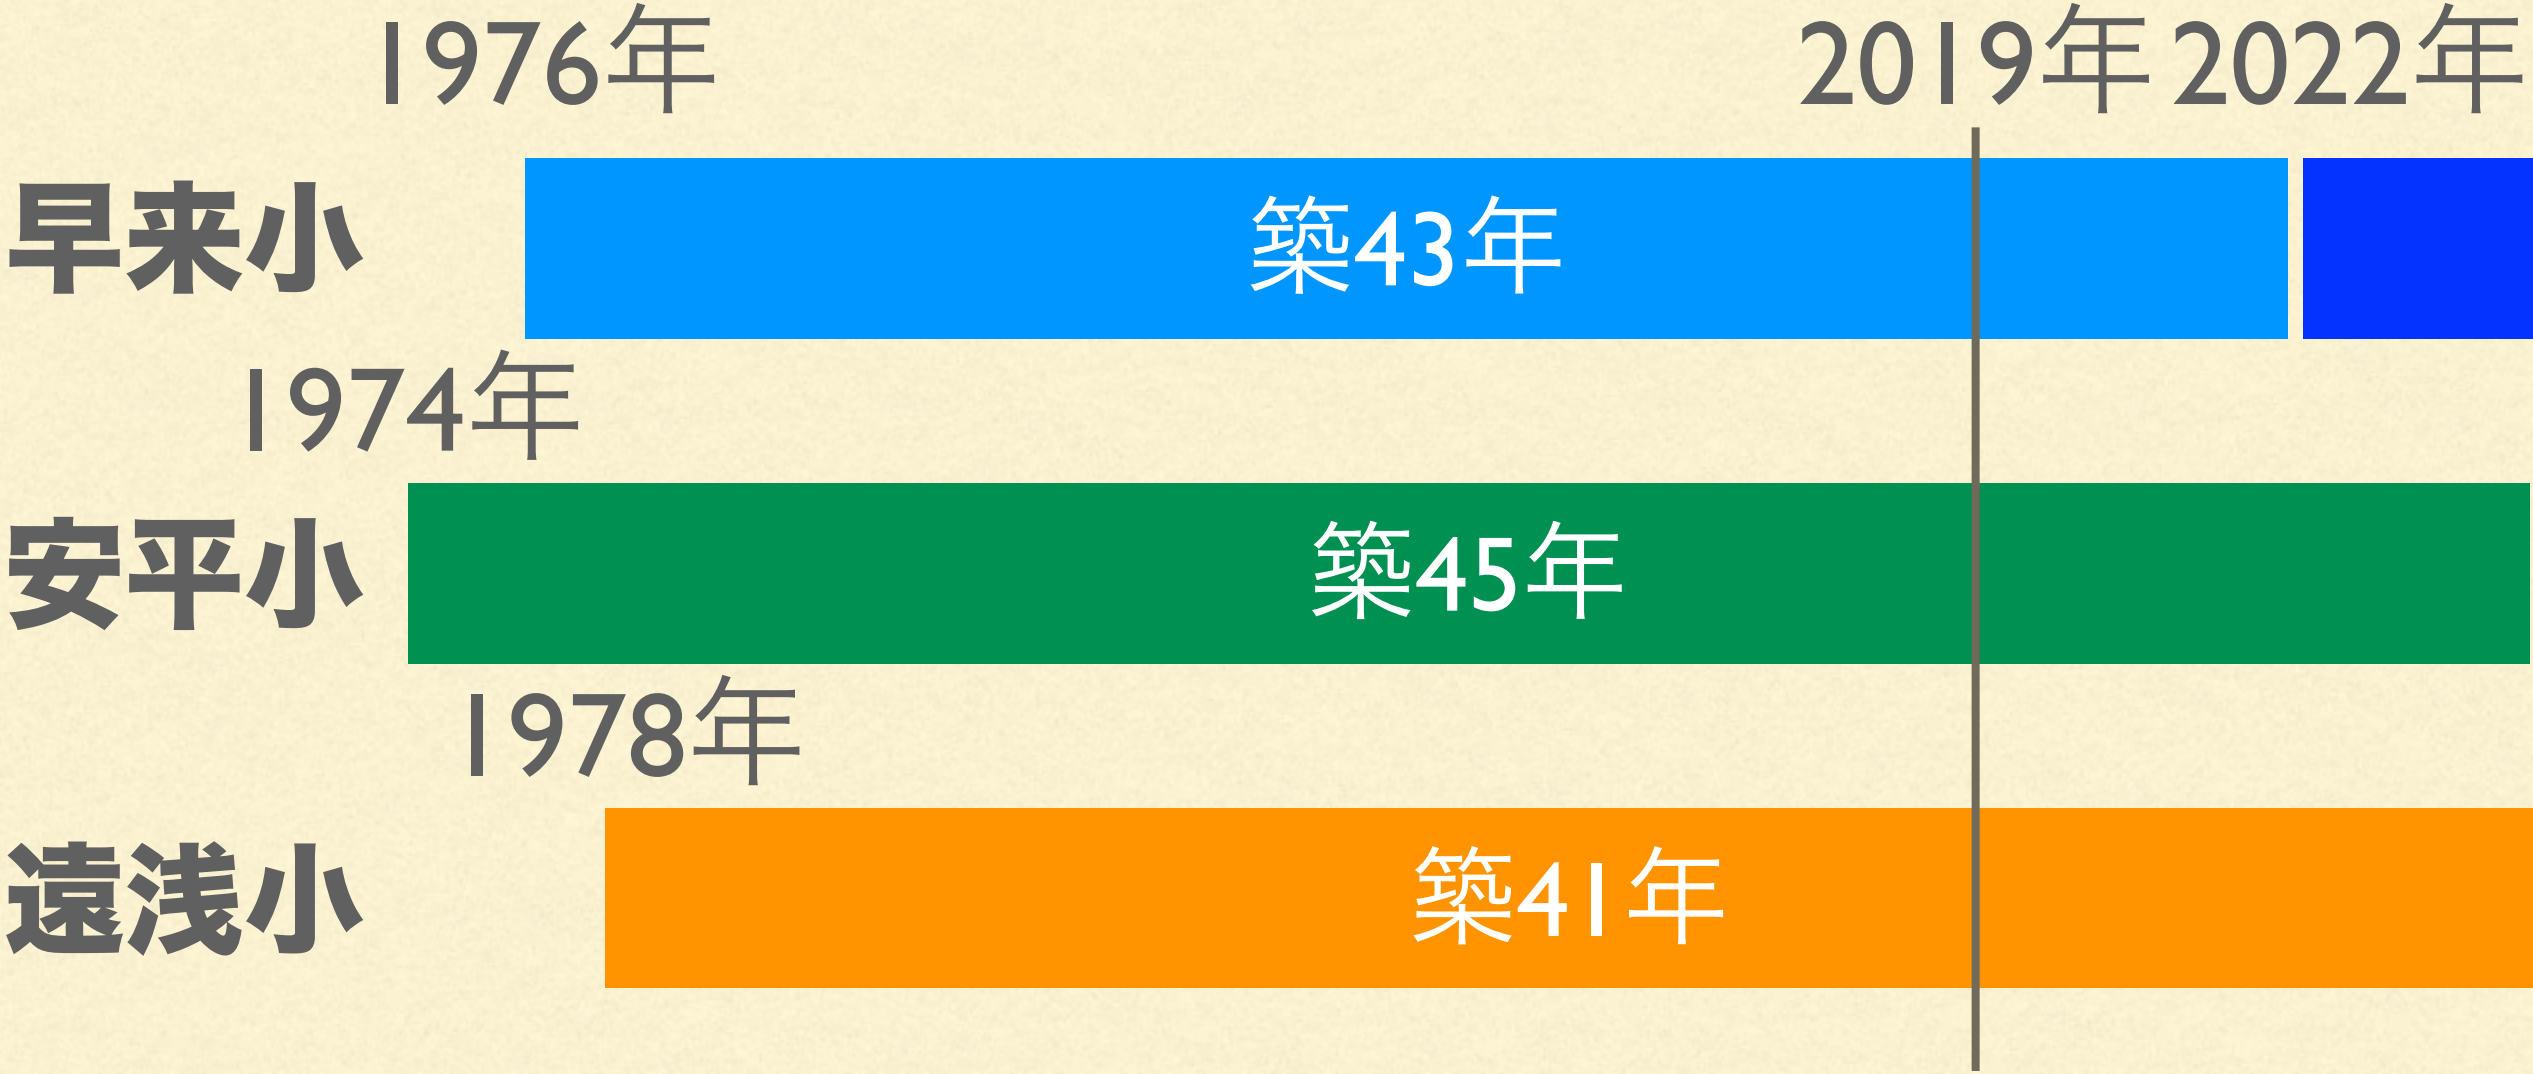 1976年 2019年 2022年
早来小 築43年
1974年
安平小 築45年
1978年
遠浅小 築41年